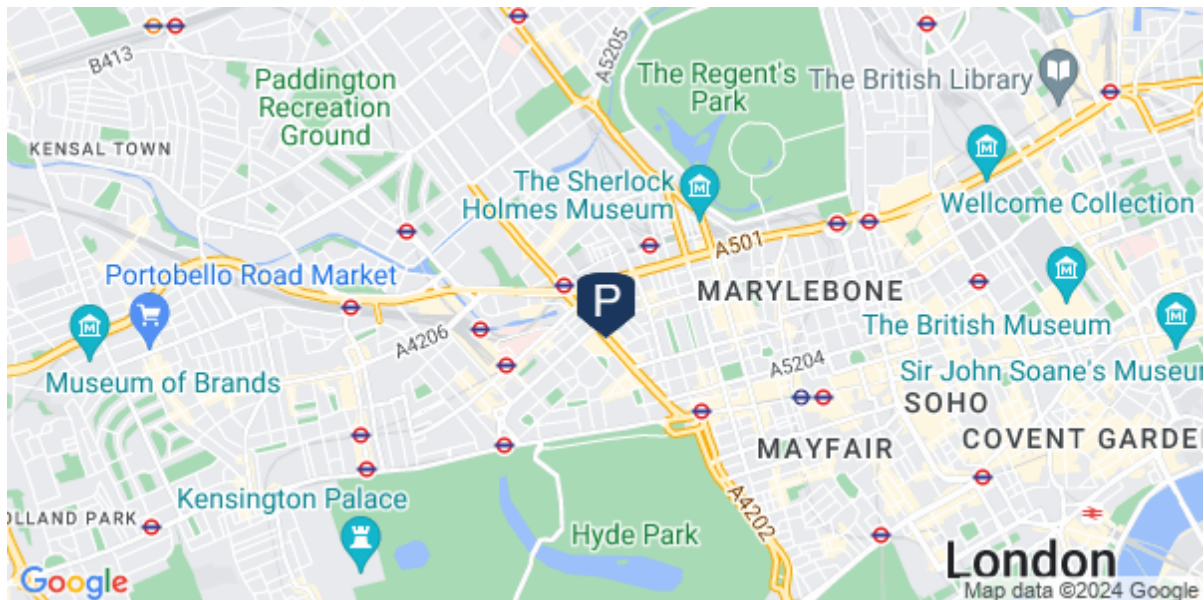 B413
A5205
The Regent's
Park
The British Library
Paddington
Recreation
Ground
KENSAL TOWN
The Sherlock
Holmes Museum
Wellcome Collection
A501
Portobello Road Market
P
MARYLEBONE
The British Museum
A4206
A5204
Museum of Brands
Sir John Soane's Museu
SOHO
MAYFAIR
COVENT GARDE
Kensington Palace
A4202
OLLAND PARK
Hyde Park
London
Google
Map data ©2024 Google